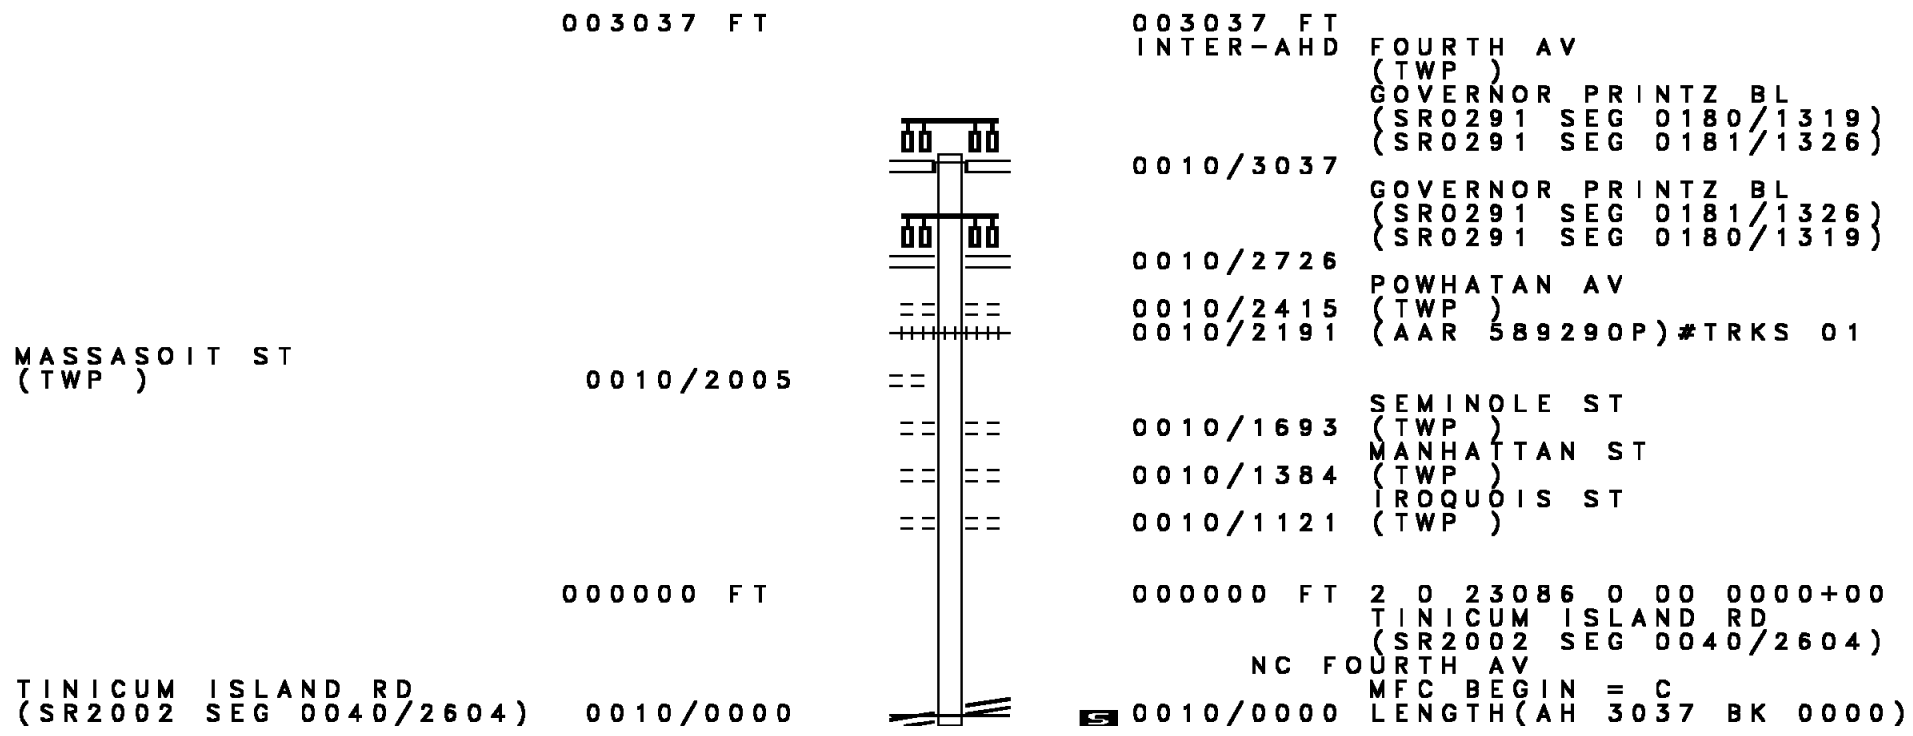 003037 FT 003037 FT
INTER-AHD FOURTH AV
(TWP )
GOVERNOR PRINTZ BL
(SR0291 SEG 0180/1319)
(SR0291 SEG 0181/1326)
0010/3037
GOVERNOR PRINTZ BL
(SR0291 SEG 0181/1326)
(SR0291 SEG 0180/1319)
0010/2726
POWHATAN AV
0010/2415 (TWP )
0010/2191 (AAR 589290P)#TRKS 01
MASSASOIT ST
(TWP ) 0010/2005
SEMINOLE ST
0010/1693 (TWP )
MANHATTAN ST
0010/1384 (TWP )
IROQUOIS ST
0010/1121 (TWP )
000000 FT 000000 FT 2 0 23086 0 00 0000+00
TINICUM ISLAND RD
(SR2002 SEG 0040/2604)
NC FOURTH AV
TINICUM ISLAND RD MFC BEGIN = C
(SR2002 SEG 0040/2604) 0010/0000 S 0010/0000 LENGTH(AH 3037 BK 0000)